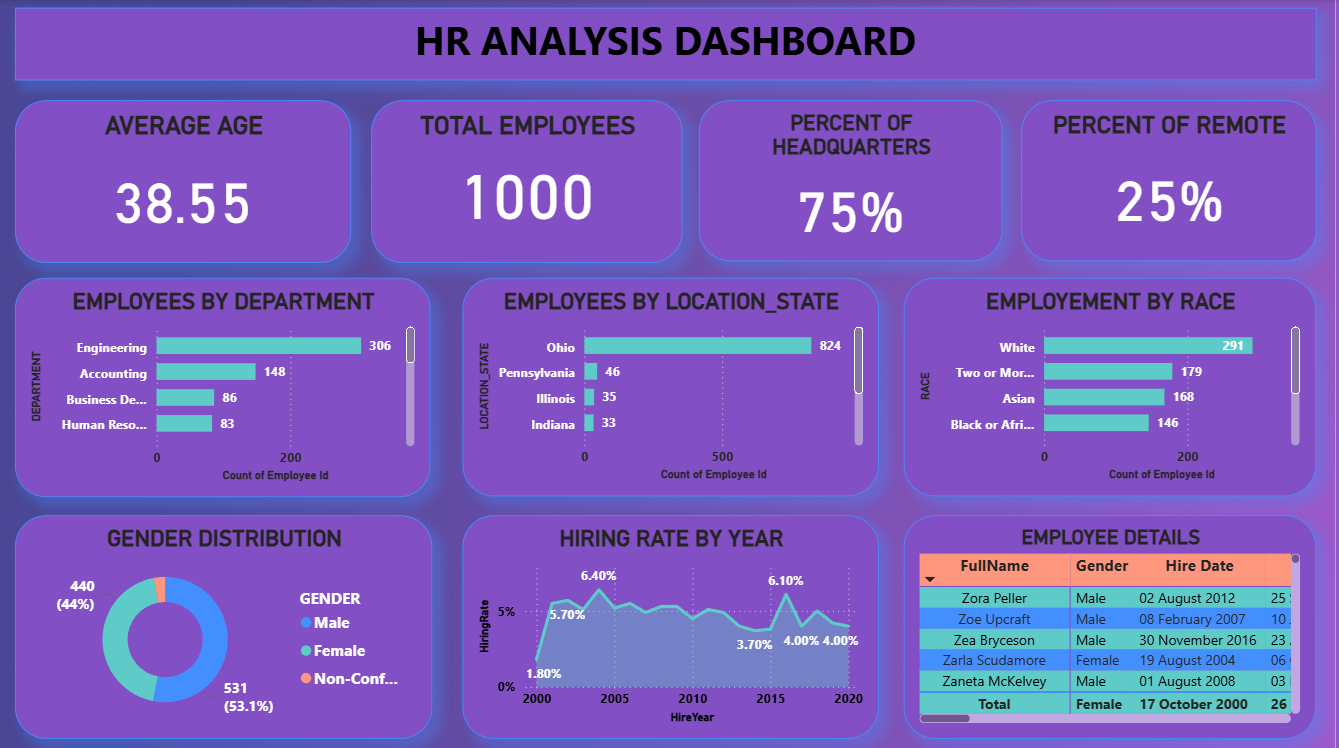 HR ANALYSIS DASHBOARD
AVERAGE AGE
38.55
TOTAL EMPLOYEES
1000
PERCENT OF
HEADQUARTERS
75%
PERCENT OF REMOTE
25%
EMPLOYEES BY DEPARTMENT
DEPARTMENT
Engineering 306
Accounting 148
Business De... 86
Human Reso... 83
0 200
Count of Employee Id
EMPLOYEES BY LOCATION_STATE
LOCATION_STATE
Ohio 824
Pennsylvania 46
Illinois 35
Indiana 33
0 500
Count of Employee Id
EMPLOYEMENT BY RACE
RACE
White 291
Two or Mor... 179
Asian 168
Black or Afri... 146
0 200
Count of Employee Id
GENDER DISTRIBUTION
440
(44%)
531
(53.1%)
GENDER
Male
Female
Non-Conf...
HIRING RATE BY YEAR
HiringRate
5%
0%
1.80%
5.70%
6.40%
3.70%
6.10%
4.00%
4.00%
2000 2005 2010 2015 2020
HireYear
EMPLOYEE DETAILS
FullName Gender Hire Date
Zora Peller Male 02 August 2012 25
Zoe Upcraft Male 08 February 2007 10
Zea Bryceson Male 30 November 2016 23
Zarla Scudamore Female 19 August 2004 06
Zaneta McKelvey Male 01 August 2008 03
Total Female 17 October 2000 26